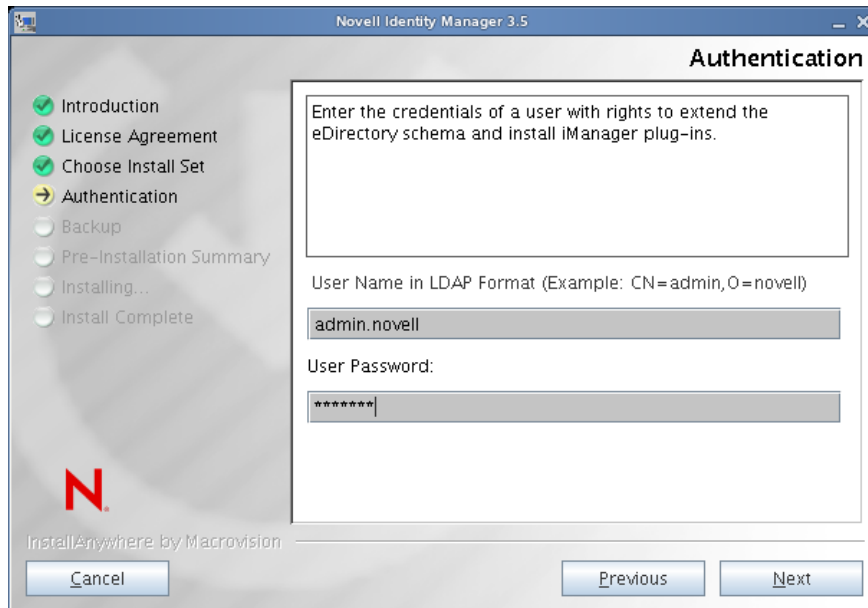 Novell Identity Manager 3.5
Authentication
Introduction
License Agreement
Choose Install Set
Authentication
Backup
Pre-Installation Summary
Installing...
Install Complete
Enter the credentials of a user with rights to extend the
eDirectory schema and install iManager plug-ins.
User Name in LDAP Format (Example: CN=admin,O=novell)
admin.novell
User Password:
*******
N
InstallAnywhere by Macrovision
Cancel
Previous
Next